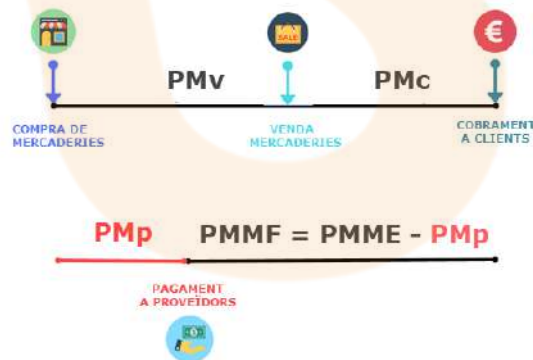 SALE
€
PMv
PMc
COMPRA DE
MERCADERIES
VENDA
MERCADERIES
COBRAMENT
A CLIENTS
PMp
PMMF = PMME - PMp
PAGAMENT
A PROVEÏDORS